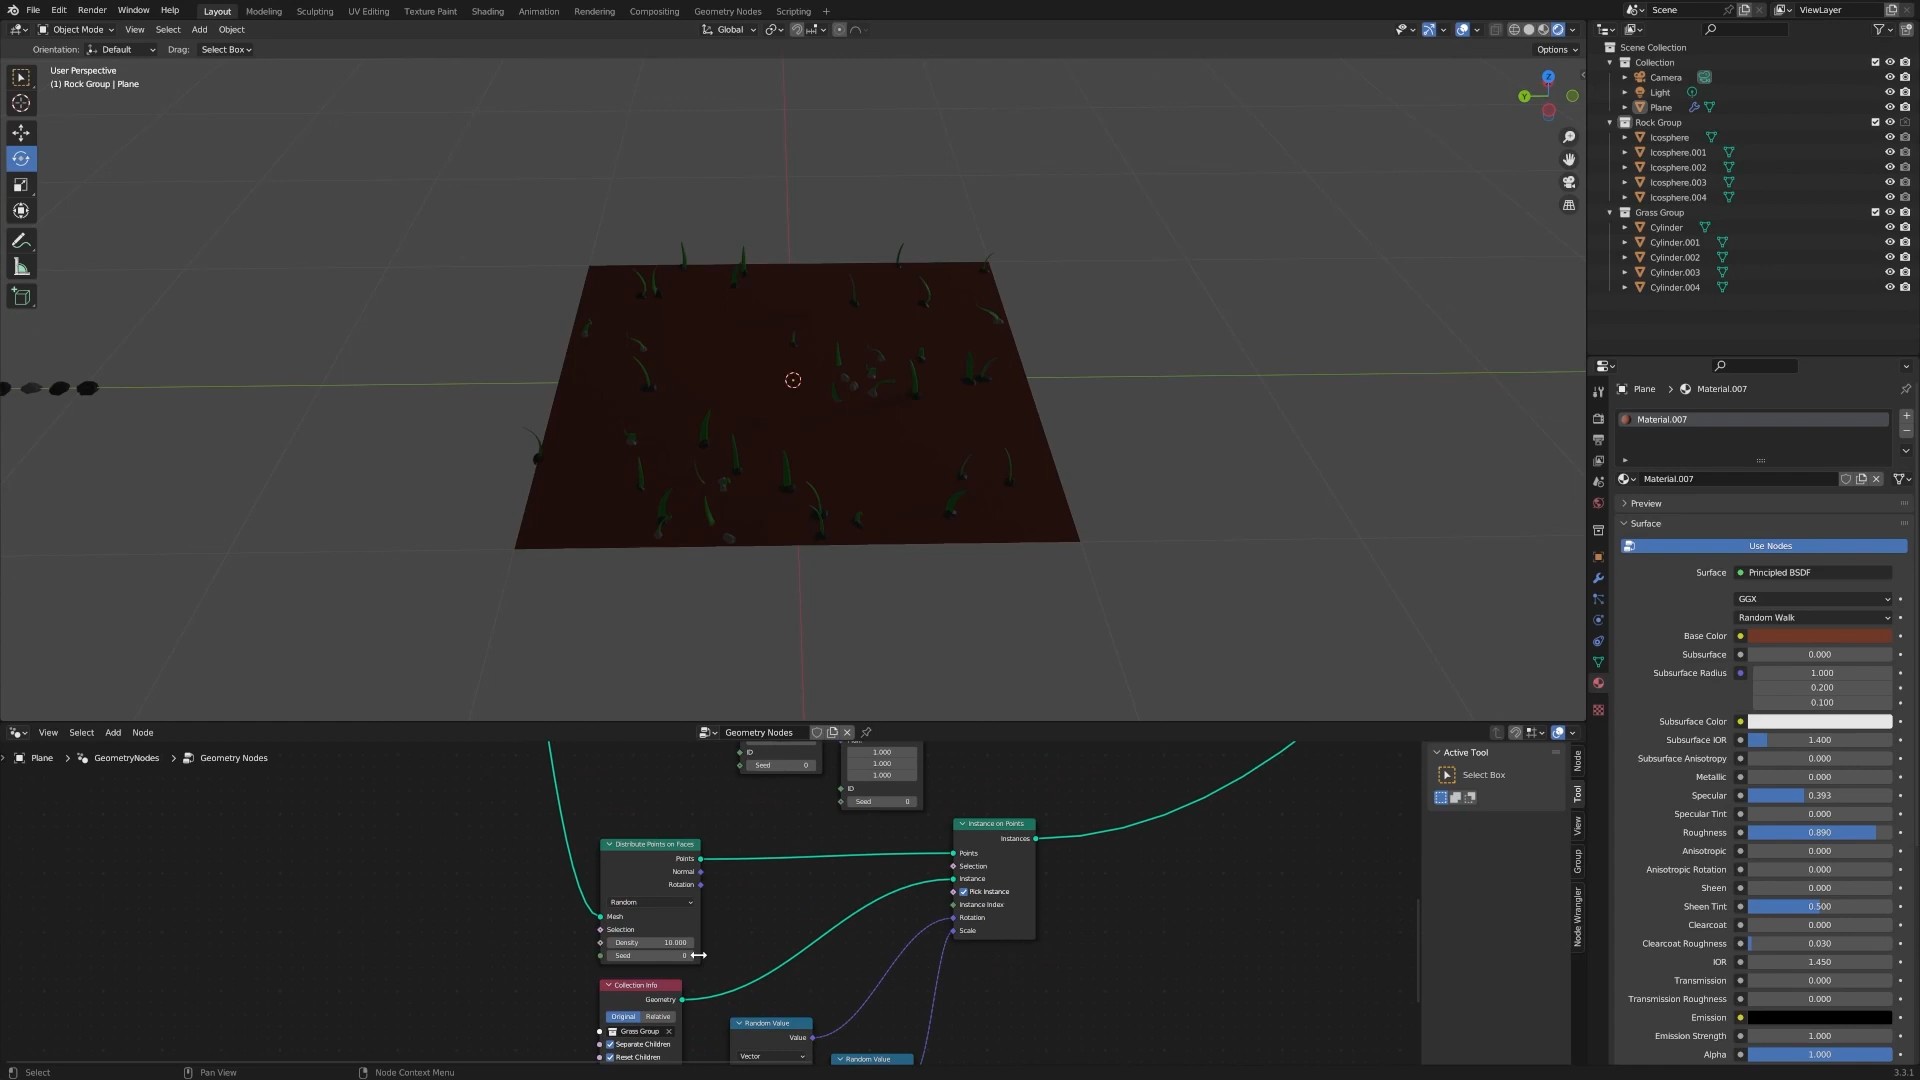 File Edit Render Window Help Layout Modeling Sculpting UV Editing Texture Paint Shading Animation Rendering Compositing Geometry Nodes Scripting + Scene ViewLayer
Object Mode View Select Add Object Global
Orientation: Default Drag: Select Box Options
User Perspective
(1) Rock Group | Plane
Z
Y
Scene Collection
Collection
Camera
Light
Plane
Rock Group
Icosphere
Icosphere.001
Icosphere.002
Icosphere.003
Icosphere.004
Grass Group
Cylinder
Cylinder.001
Cylinder.002
Cylinder.003
Cylinder.004
Plane Material.007
Material.007
Material.007
Preview
Surface
Use Nodes
Surface Principled BSDF
GGX
Random Walk
Base Color
Subsurface 0.000
Subsurface Radius 1.000
0.200
0.100
Subsurface Color
Subsurface IOR 1.400
Subsurface Anisotropy 0.000
Metallic 0.000
Specular 0.393
Specular Tint 0.000
Roughness 0.890
Anisotropic 0.000
Anisotropic Rotation 0.000
Sheen 0.000
Sheen Tint 0.500
Clearcoat 0.000
Clearcoat Roughness 0.030
IOR 1.450
Transmission 0.000
Transmission Roughness 0.000
Emission
Emission Strength 1.000
Alpha 1.000
View Select Add Node Geometry Nodes
Plane GeometryNodes Geometry Nodes
ID
Seed 0
1.000
1.000
1.000
ID
Seed 0
Distribute Points on Faces
Points
Normal
Rotation
Random
Mesh
Selection
Density 10.000
Seed 0
Collection Info
Geometry
Original Relative
Grass Group
Separate Children
Reset Children
Random Value
Value
Vector
Random Value
Instance on Points
Instances
Points
Selection
Instance
Pick Instance
Instance Index
Rotation
Scale
Active Tool
Select Box
Node
Tool
View
Group
Node Wrangler
Select Pan View Node Context Menu 3.3.1